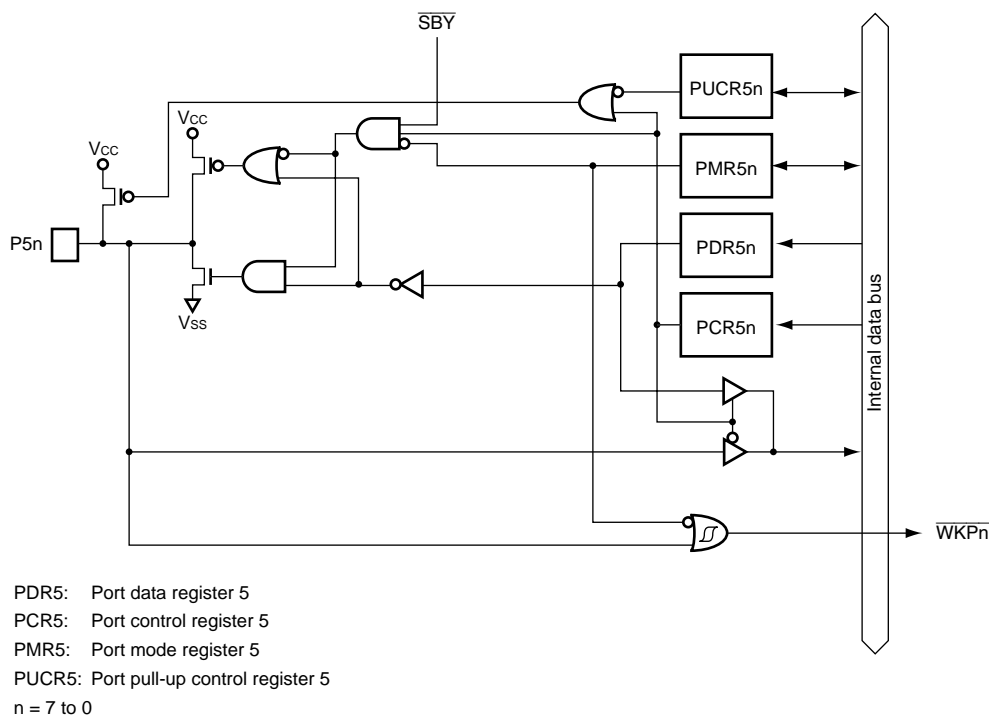 SBY
PUCR5n
VCC
VCC
PMR5n
P5n
PDR5n
VSS
PCR5n
Internal data bus
WKPn
PDR5: Port data register 5
PCR5: Port control register 5
PMR5: Port mode register 5
PUCR5: Port pull-up control register 5
n = 7 to 0